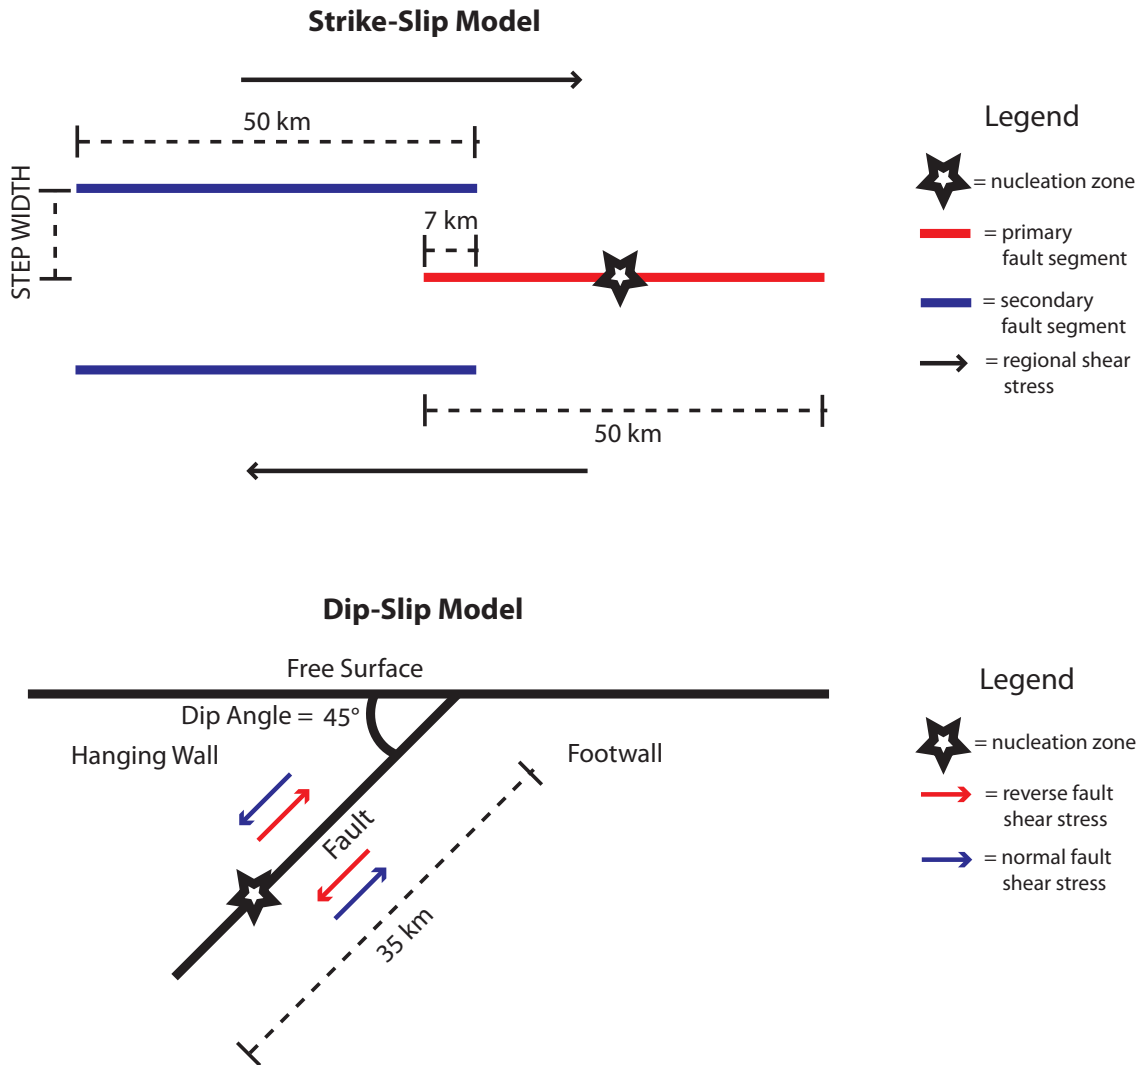 Strike-Slip Model
50 km
STEP WIDTH
7 km
50 km
Legend
= nucleation zone
= primary
fault segment
= secondary
fault segment
= regional shear
stress
Dip-Slip Model
Free Surface
Dip Angle = 45°
Hanging Wall
Footwall
Fault
35 km
Legend
= nucleation zone
= reverse fault
shear stress
= normal fault
shear stress